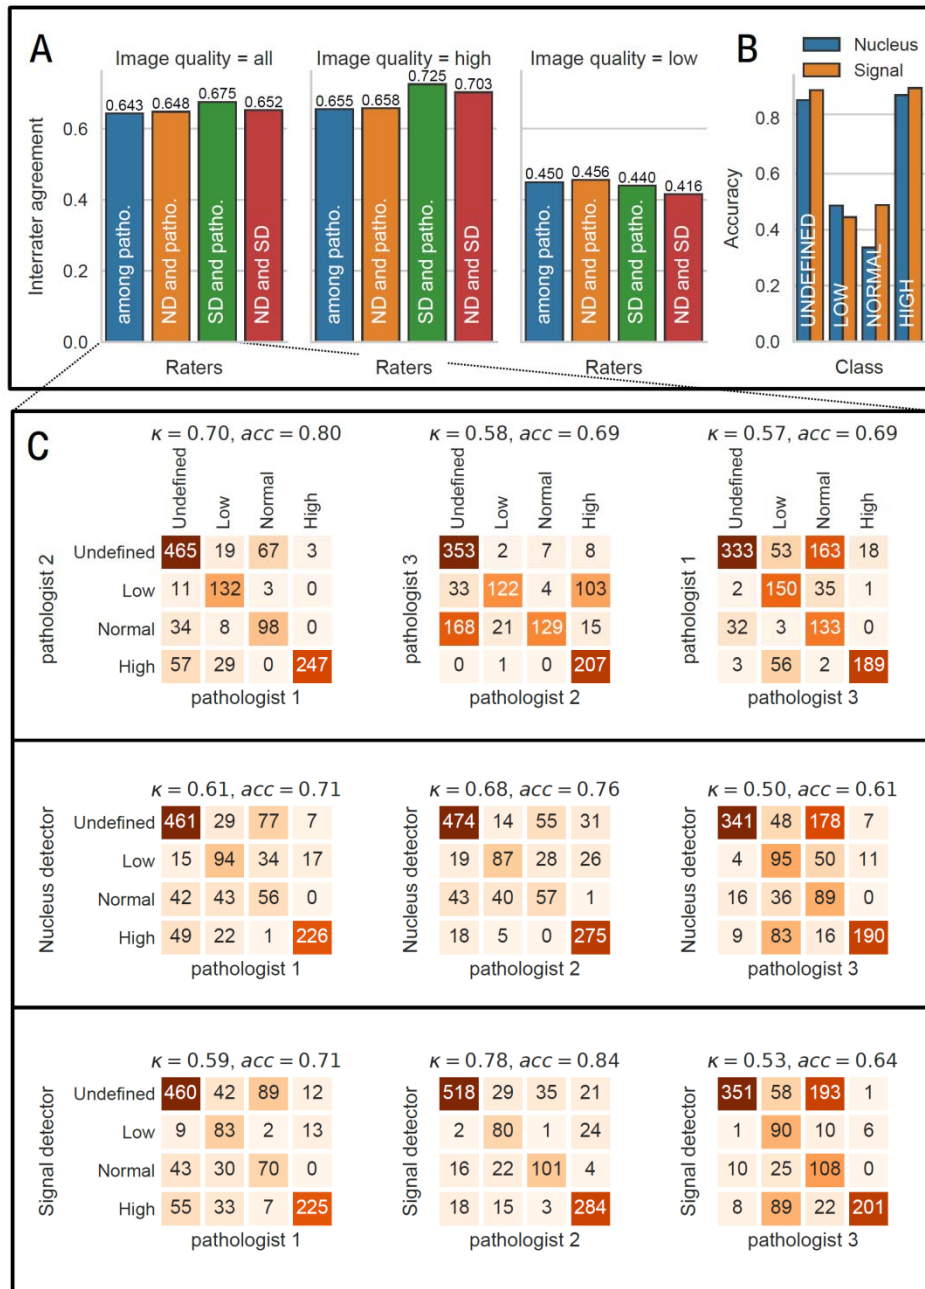 A
Image quality = all
Image quality = high
Image quality = low
B
Nucleus
Signal
Interrater agreement
0.6
0.4
0.2
0.0
0.643
0.648
0.675
0.652
among patho.
ND and patho.
SD and patho.
ND and SD
Raters
0.655
0.658
0.725
0.703
among patho.
ND and patho.
SD and patho.
ND and SD
Raters
0.450
0.456
0.440
0.416
among patho.
ND and patho.
SD and patho.
ND and SD
Raters
Accuracy
0.8
0.6
0.4
0.2
0.0
UNDEFINED
LOW
NORMAL
HIGH
Class
C
κ = 0.70, acc = 0.80
Undefined Low Normal High
pathologist 2
Undefined 465 19 67 3
Low 11 132 3 0
Normal 34 8 98 0
High 57 29 0 247
pathologist 1
κ = 0.58, acc = 0.69
Undefined Low Normal High
pathologist 3
353 2 7 8
33 122 4 103
168 21 129 15
0 1 0 207
pathologist 2
κ = 0.57, acc = 0.69
Undefined Low Normal High
pathologist 1
333 53 163 18
2 150 35 1
32 3 133 0
3 56 2 189
pathologist 3
κ = 0.61, acc = 0.71
Nucleus detector
Undefined 461 29 77 7
Low 15 94 34 17
Normal 42 43 56 0
High 49 22 1 226
pathologist 1
κ = 0.68, acc = 0.76
Nucleus detector
474 14 55 31
19 87 28 26
43 40 57 1
18 5 0 275
pathologist 2
κ = 0.50, acc = 0.61
Nucleus detector
341 48 178 7
4 95 50 11
16 36 89 0
9 83 16 190
pathologist 3
κ = 0.59, acc = 0.71
Signal detector
Undefined 460 42 89 12
Low 9 83 2 13
Normal 43 30 70 0
High 55 33 7 225
pathologist 1
κ = 0.78, acc = 0.84
Signal detector
518 29 35 21
2 80 1 24
16 22 101 4
18 15 3 284
pathologist 2
κ = 0.53, acc = 0.64
Signal detector
351 58 193 1
1 90 10 6
10 25 108 0
8 89 22 201
pathologist 3